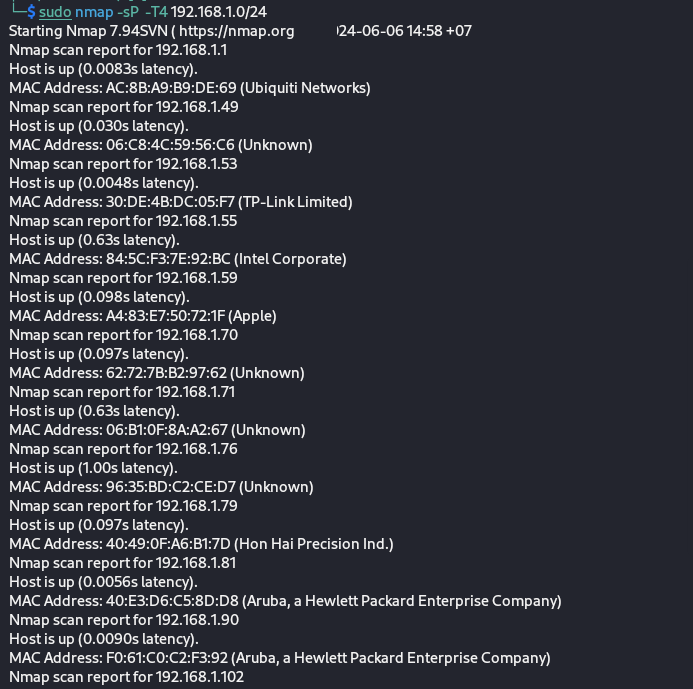 └─$ sudo nmap -sP -T4 192.168.1.0/24
Starting Nmap 7.94SVN ( https://nmap.org 24-06-06 14:58 +07
Nmap scan report for 192.168.1.1
Host is up (0.0083s latency).
MAC Address: AC:8B:A9:B9:DE:69 (Ubiquiti Networks)
Nmap scan report for 192.168.1.49
Host is up (0.030s latency).
MAC Address: 06:C8:4C:59:56:C6 (Unknown)
Nmap scan report for 192.168.1.53
Host is up (0.0048s latency).
MAC Address: 30:DE:4B:DC:05:F7 (TP-Link Limited)
Nmap scan report for 192.168.1.55
Host is up (0.63s latency).
MAC Address: 84:5C:F3:7E:92:BC (Intel Corporate)
Nmap scan report for 192.168.1.59
Host is up (0.098s latency).
MAC Address: A4:83:E7:50:72:1F (Apple)
Nmap scan report for 192.168.1.70
Host is up (0.097s latency).
MAC Address: 62:72:7B:B2:97:62 (Unknown)
Nmap scan report for 192.168.1.71
Host is up (0.63s latency).
MAC Address: 06:B1:0F:8A:A2:67 (Unknown)
Nmap scan report for 192.168.1.76
Host is up (1.00s latency).
MAC Address: 96:35:BD:C2:CE:D7 (Unknown)
Nmap scan report for 192.168.1.79
Host is up (0.097s latency).
MAC Address: 40:49:0F:A6:B1:7D (Hon Hai Precision Ind.)
Nmap scan report for 192.168.1.81
Host is up (0.0056s latency).
MAC Address: 40:E3:D6:C5:8D:D8 (Aruba, a Hewlett Packard Enterprise Company)
Nmap scan report for 192.168.1.90
Host is up (0.0090s latency).
MAC Address: F0:61:C0:C2:F3:92 (Aruba, a Hewlett Packard Enterprise Company)
Nmap scan report for 192.168.1.102